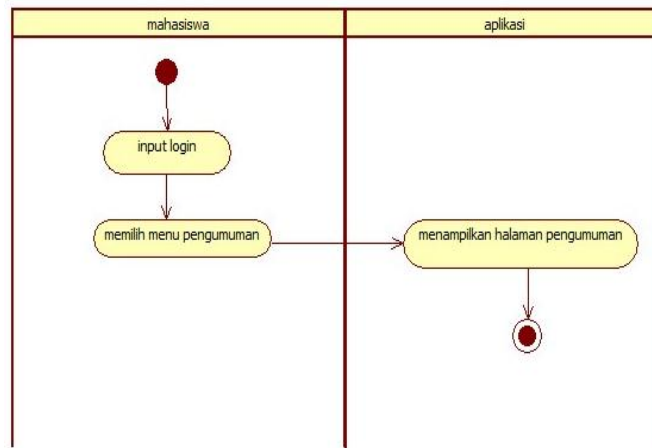 mahasiswa
aplikasi
input login
memilih menu pengumuman
menampilkan halaman pengumuman